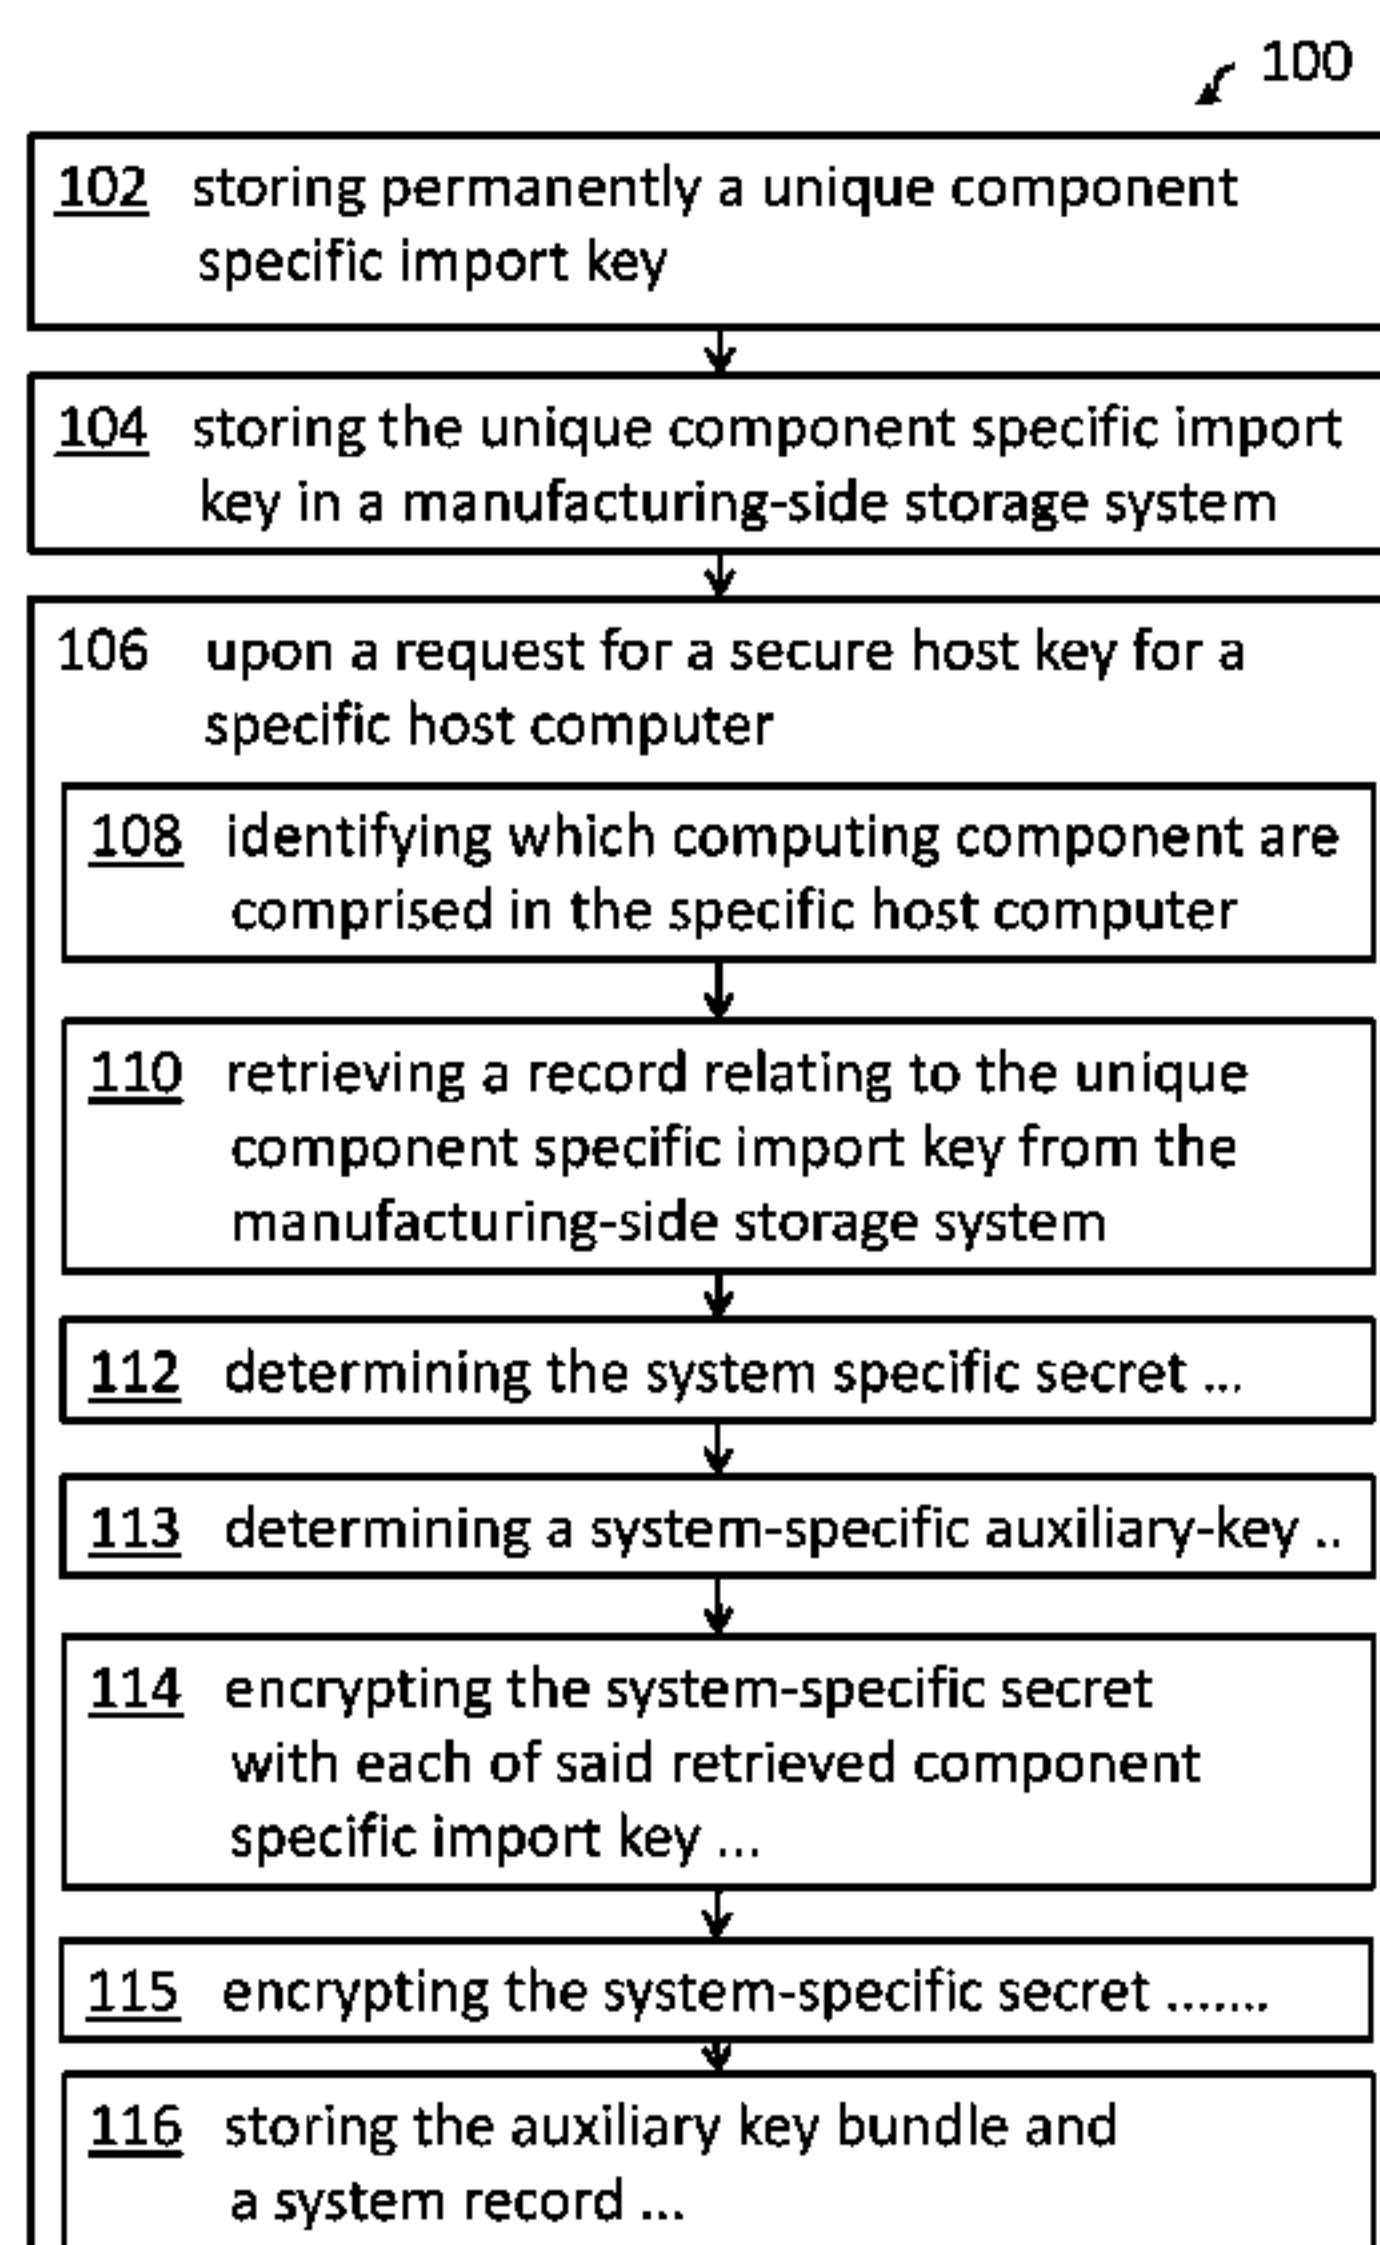 100
102 storing permanently a unique component
specific import key
104 storing the unique component specific import
key in a manufacturing-side storage system
106 upon a request for a secure host key for a
specific host computer
108 identifying which computing component are
comprised in the specific host computer
110 retrieving a record relating to the unique
component specific import key from the
manufacturing-side storage system
112 determining the system specific secret ...
113 determining a system-specific auxiliary-key ..
114 encrypting the system-specific secret
with each of said retrieved component
specific import key ...
115 encrypting the system-specific secret .......
116 storing the auxiliary key bundle and
a system record ...